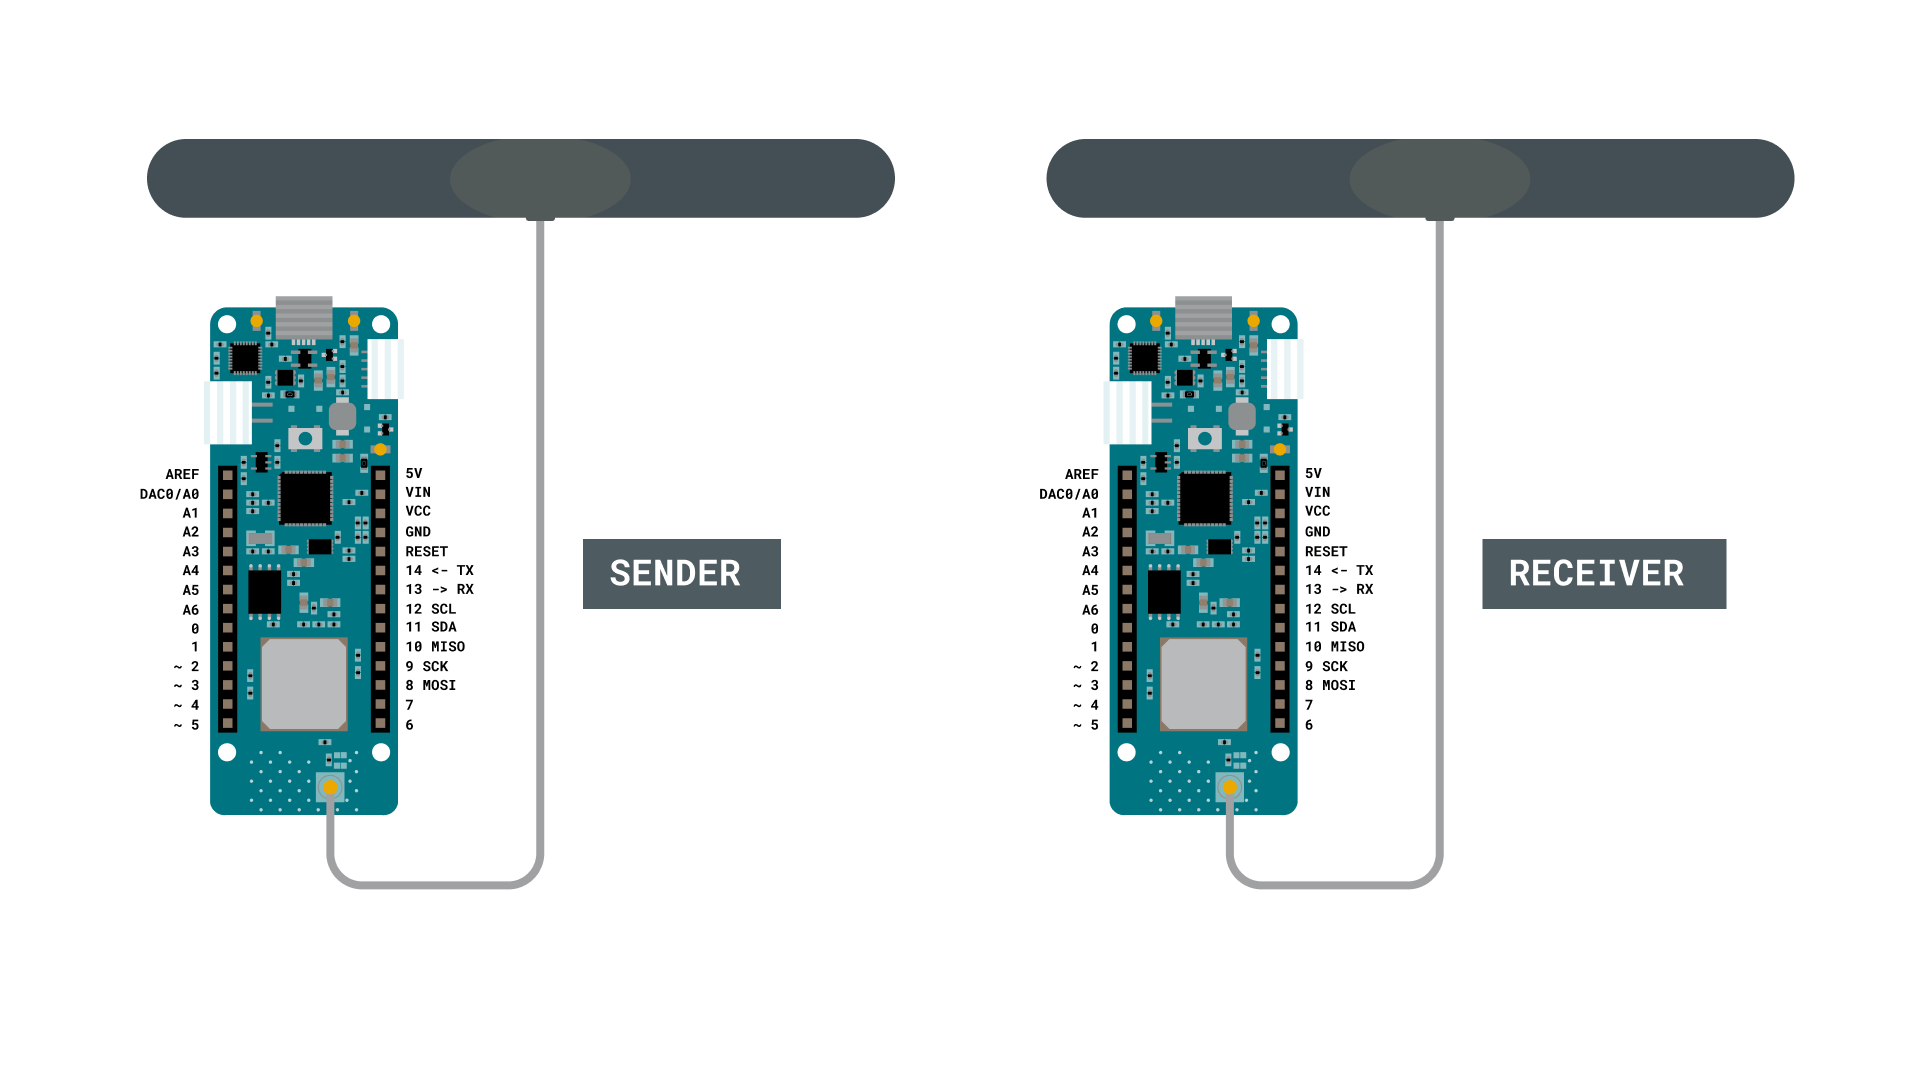 AREF
DAC0/A0
A1
A2
A3
A4
A5
A6
0
1
~ 2
~ 3
~ 4
~ 5
5V
VIN
VCC
GND
RESET
14 <- TX
13 -> RX
12 SCL
11 SDA
10 MISO
9 SCK
8 MOSI
7
6
SENDER
AREF
DAC0/A0
A1
A2
A3
A4
A5
A6
0
1
~ 2
~ 3
~ 4
~ 5
5V
VIN
VCC
GND
RESET
14 <- TX
13 -> RX
12 SCL
11 SDA
10 MISO
9 SCK
8 MOSI
7
6
RECEIVER